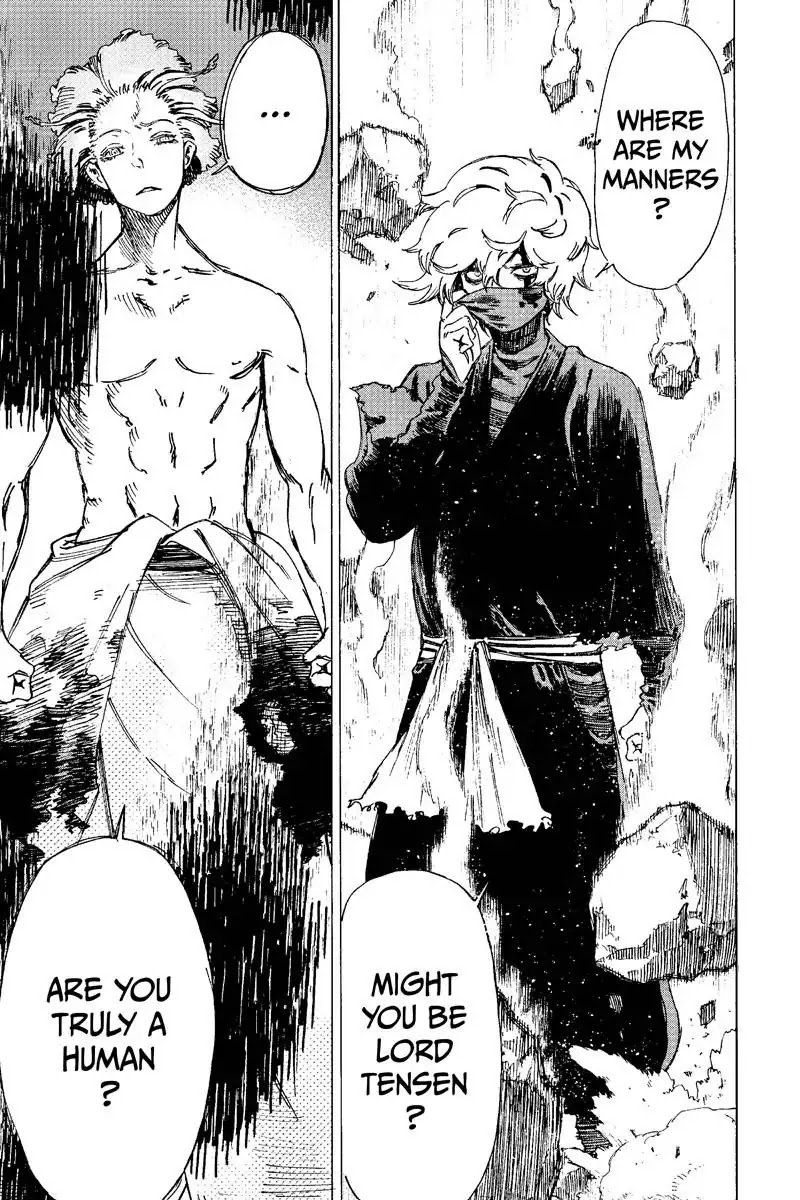 WHERE
ARE MY
MANNERS
?
MIGHT
YOU BE
LORD
TENSEN
?
...
ARE YOU
TRULY A
HUMAN
?